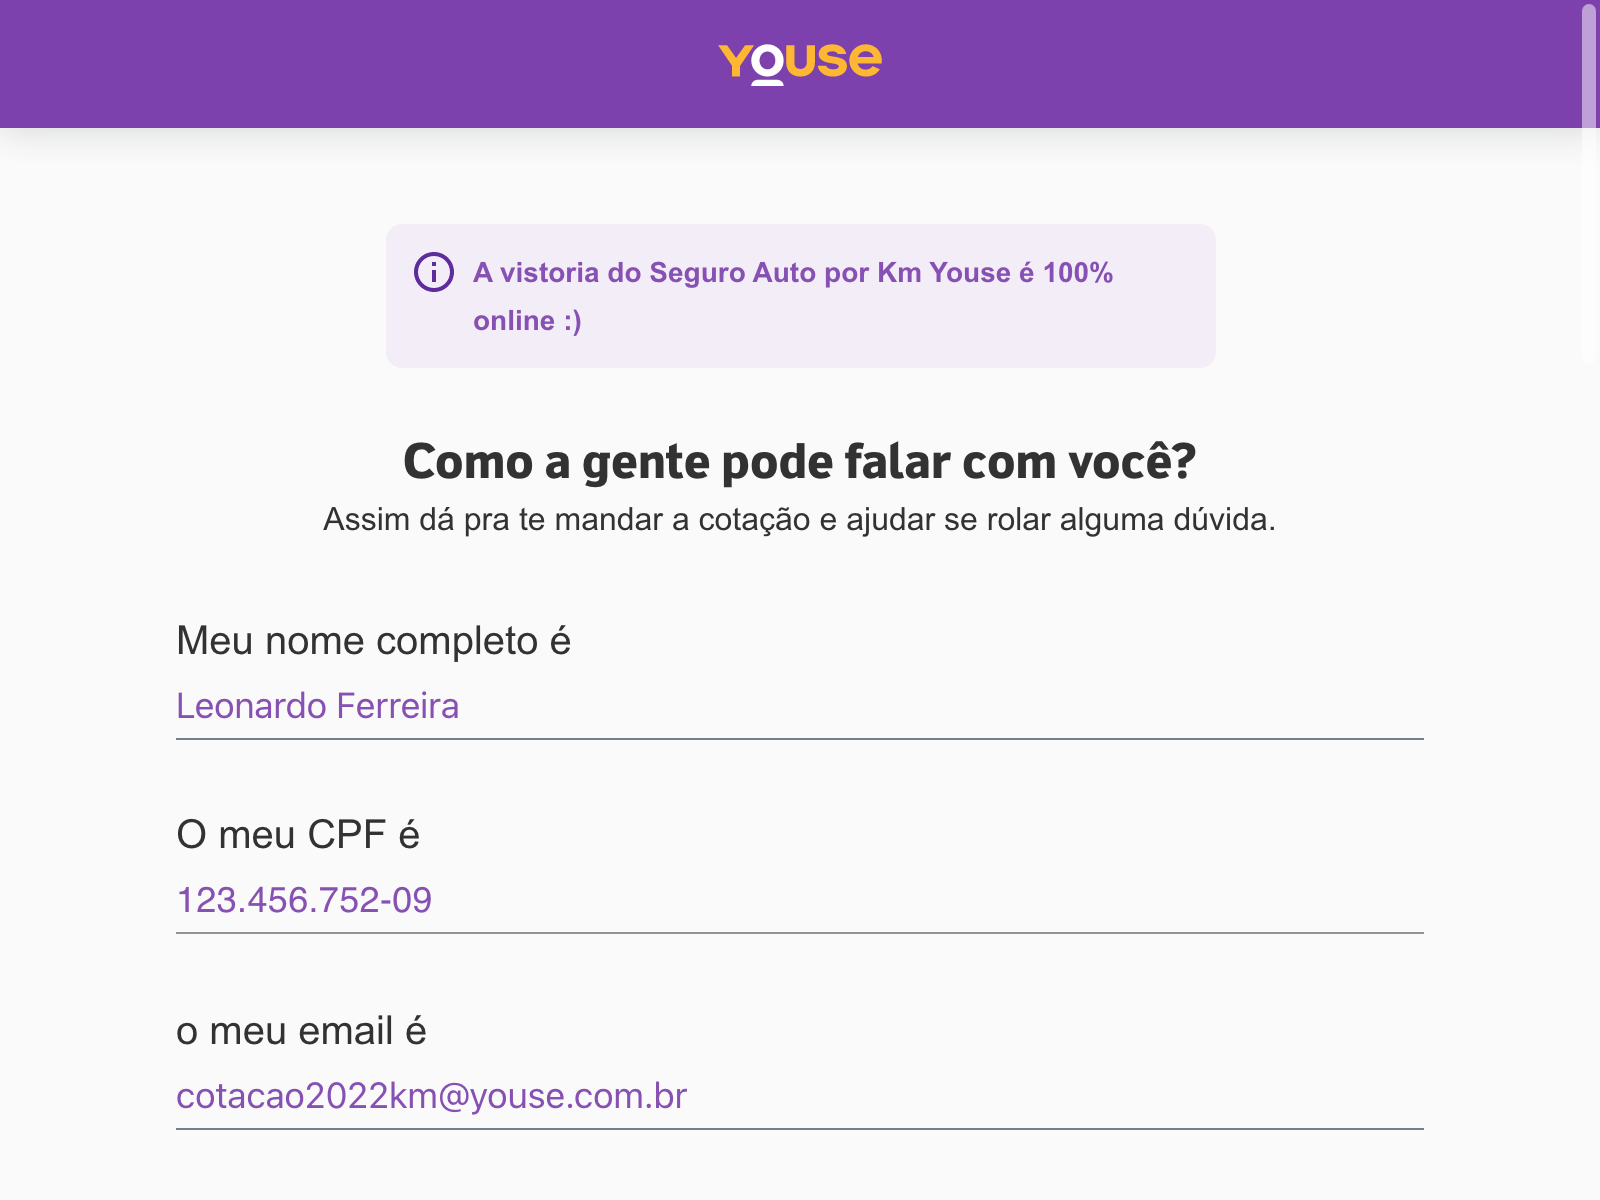 YOUSE
A vistoria do Seguro Auto por Km Youse é 100%
online :)
Como a gente pode falar com você?
Assim dá pra te mandar a cotação e ajudar se rolar alguma dúvida.
Meu nome completo é
Leonardo Ferreira
O meu CPF é
123.456.752-09
o meu email é
cotacao2022km@youse.com.br